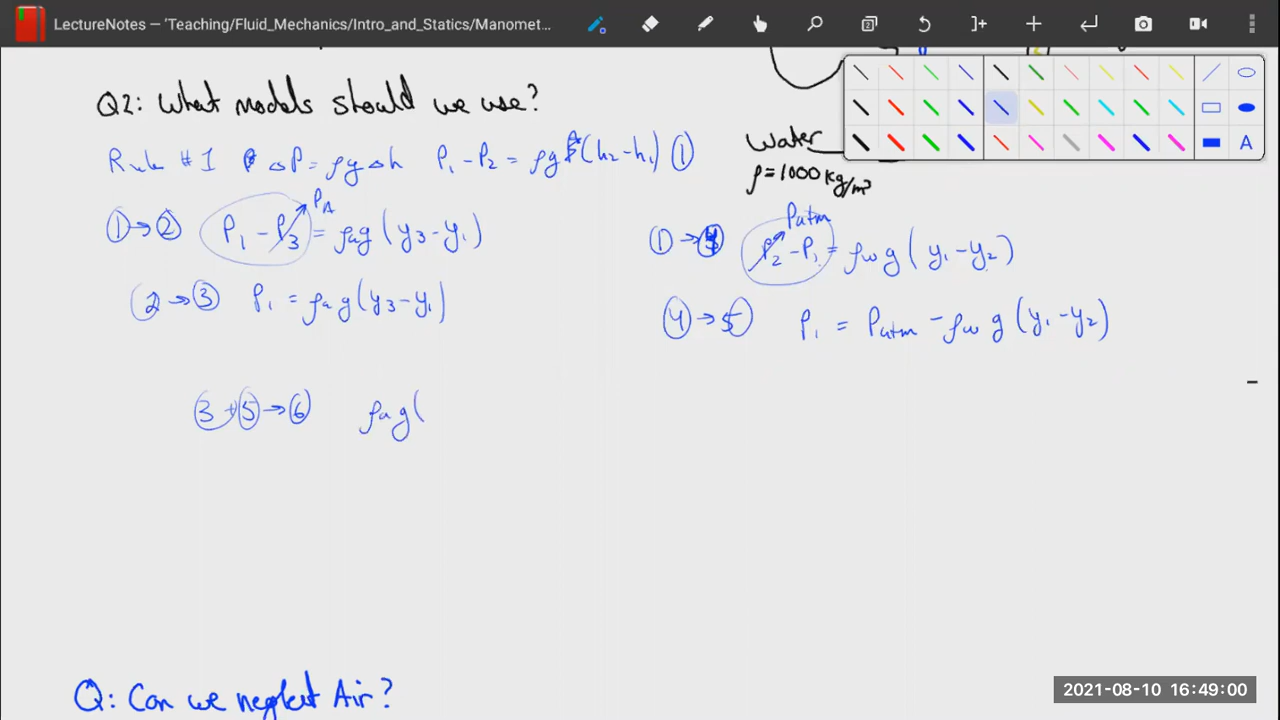 LectureNotes — 'Teaching/Fluid_Mechanics/Intro_and_Statics/Manomet...
Q2: What models should we use?
Rule #1 ΔP = ρgΔh P₁ - P₂ = ρg(h₂ - h₁) ①
Water
ρ = 1000 kg/m³
① → ② P₁ - P₃ = ρₐg(y₃ - y₁)
P_A
② → ③ P₁ = ρₐg(y₃ - y₁)
① → ④ P₂ - P₁ = ρw g(y₁ - y₂)
Patm
④ → ⑤ P₁ = Patm - ρw g(y₁ - y₂)
③ + ⑤ → ⑥ ρₐg(
Q: Can we neglect Air?
A
2021-08-10 16:49:00